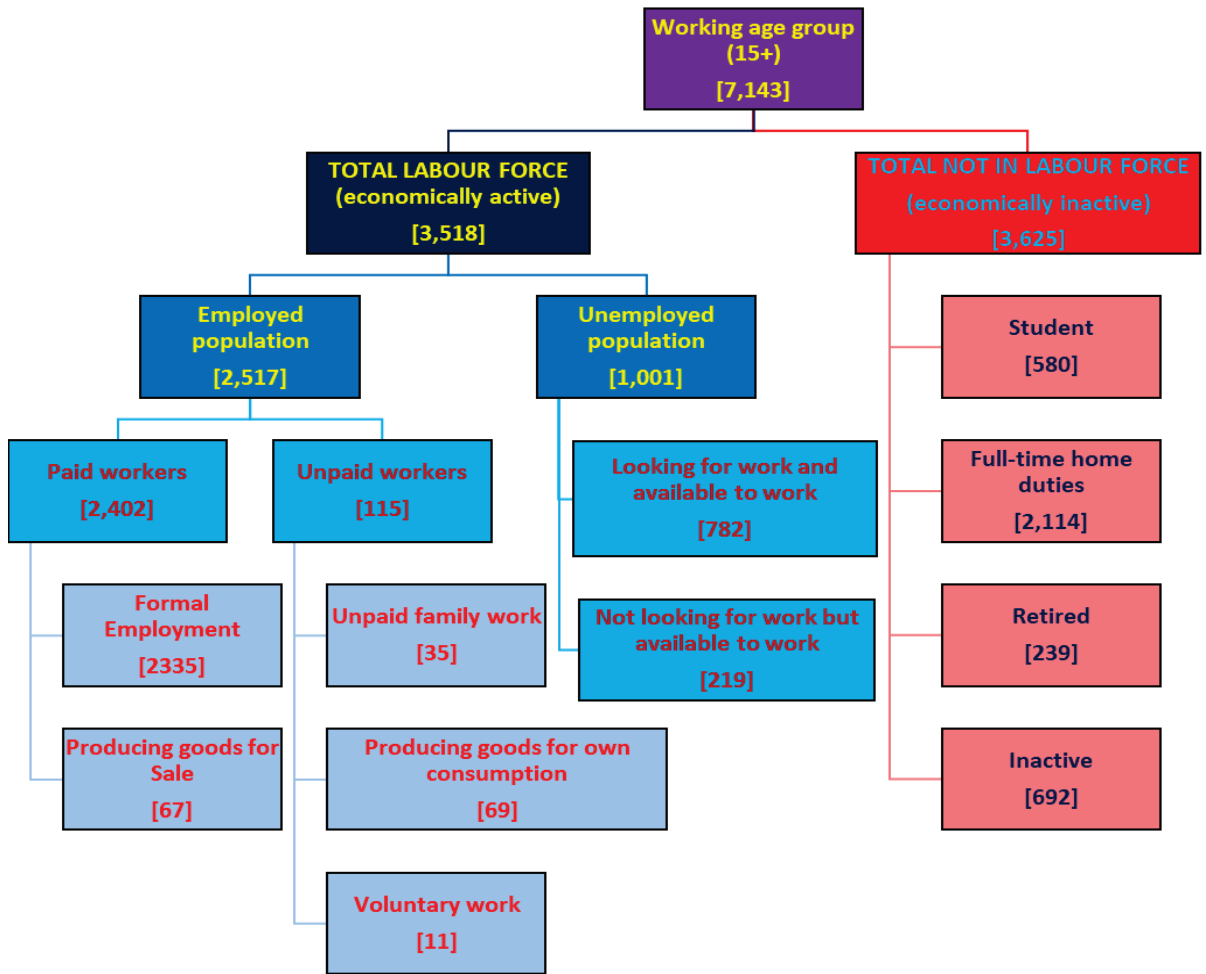 Working age group
(15+)
[7,143]
TOTAL LABOUR FORCE
(economically active)
[3,518]
TOTAL NOT IN LABOUR FORCE
(economically inactive)
[3,625]
Employed
population
[2,517]
Unemployed
population
[1,001]
Student
[580]
Paid workers
[2,402]
Unpaid workers
[115]
Looking for work and
available to work
[782]
Full-time home
duties
[2,114]
Formal
Employment
[2335]
Unpaid family work
[35]
Not looking for work but
available to work
[219]
Retired
[239]
Producing goods for
Sale
[67]
Producing goods for own
consumption
[69]
Inactive
[692]
Voluntary work
[11]